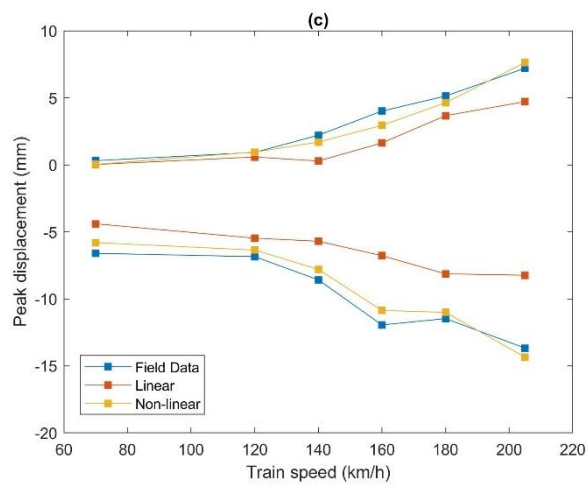 (c)
10
5
0
-5
-10
-15
-20
Peak displacement (mm)
Field Data
Linear
Non-linear
60 80 100 120 140 160 180 200 220
Train speed (km/h)